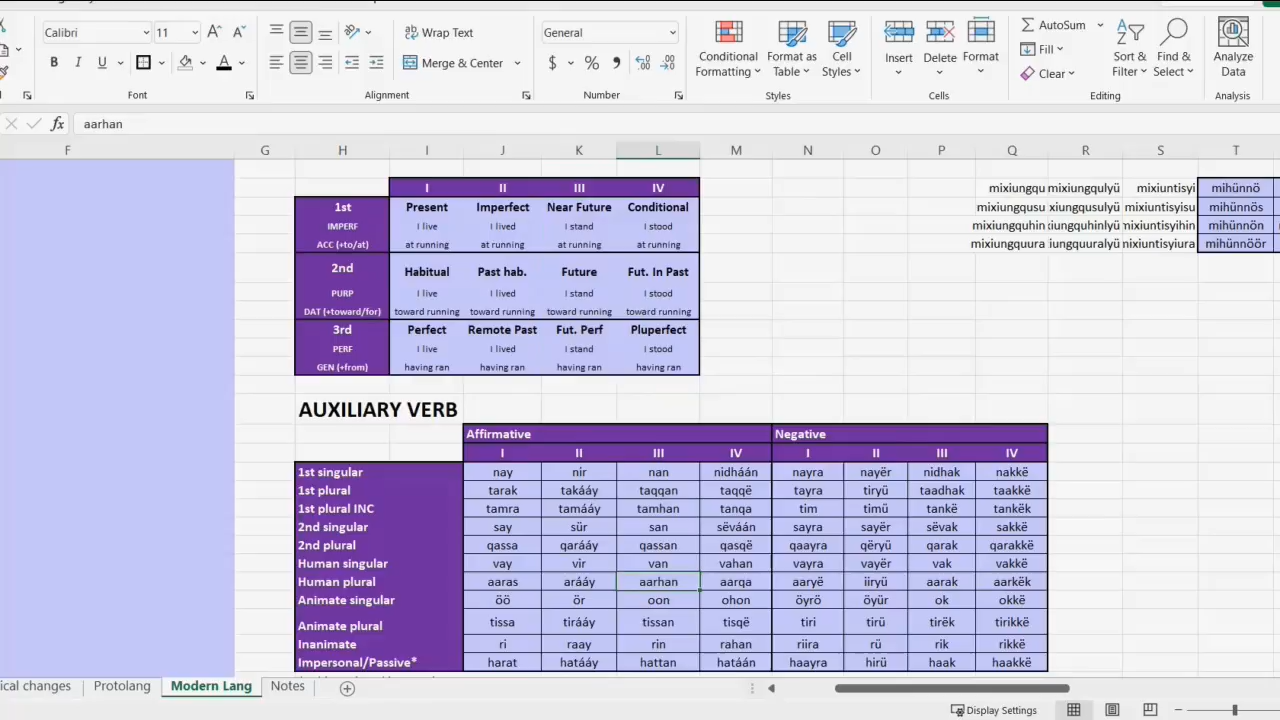 Calibri 11 Wrap Text General AutoSum
B I U Merge & Center $ % Conditional Formatting Format as Table Cell Styles Insert Delete Format Fill Clear Sort & Filter Find & Select Analyze Data
Font Alignment Number Styles Cells Editing Analysis
fx aarhan
F G H I J K L M N O P Q R S T
I II III IV mixiungqu mixiungqulyü mixiuntisyi mihünnö
1st Present Imperfect Near Future Conditional mixiungqusu mixiuntisyisu mihünnös
IMPERF I live I lived I stand I stood mixiungquhin mihünnön
ACC (+to/at) at running at running at running at running mixiungquura mihünnöör
2nd Habitual Past hab. Future Fut. In Past
PURP I live I lived I stand I stood
DAT (+toward/for) toward running toward running toward running toward running
3rd Perfect Remote Past Fut. Perf Pluperfect
PERF I live I lived I stand I stood
GEN (+from) having ran having ran having ran having ran
AUXILIARY VERB
Affirmative Negative
I II III IV I II III IV
1st singular nay nir nan nidháán nayra nayër nidhak nakkë
1st plural tarak takááy taqqan taqqë tayra tiryü taadhak taakkë
1st plural INC tamra tamááy tamhan tanqa tim timü tankë tankëk
2nd singular say sür san sëváán sayra sayër sëvak sakkë
2nd plural qassa qarááy qassan qasqë qaayra qëryü qarak qarakkë
Human singular vay vir van vahan vayra vayër vak vakkë
Human plural aaras arááy aarhan aarqa aaryë iiryü aarak aarkëk
Animate singular öö ör oon ohon öyrö öyür ok okkë
Animate plural tissa tirááy tissan tisqë tiri tirü tirëk tirikkë
Inanimate ri raay rin rahan riira rü rik rikkë
Impersonal/Passive* harat hatááy hattan hatáán haayra hirü haak haakkë
ical changes Protolang Modern Lang Notes
Display Settings